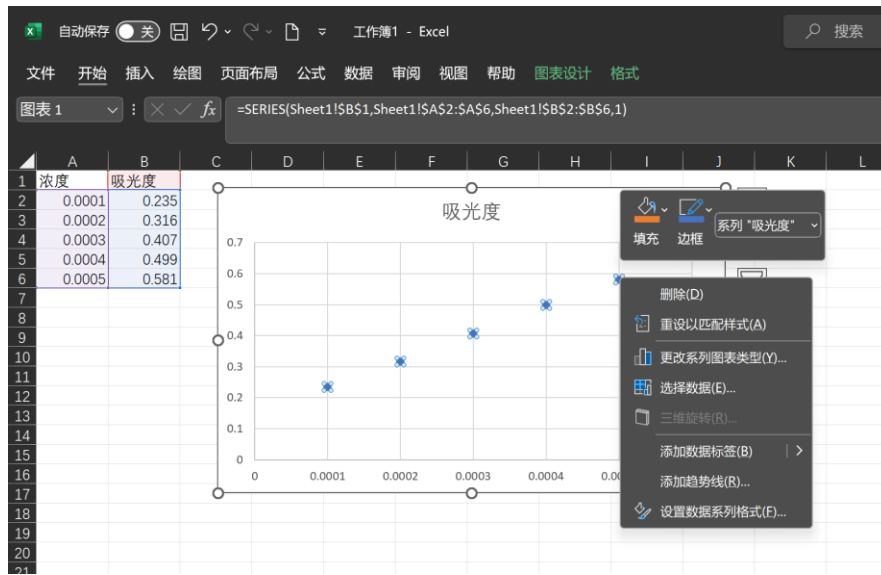 自动保存 关 工作簿1 - Excel 搜索
文件 开始 插入 绘图 页面布局 公式 数据 审阅 视图 帮助 图表设计 格式
图表 1 fx =SERIES(Sheet1!$B$1,Sheet1!$A$2:$A$6,Sheet1!$B$2:$B$6,1)
A B C D E F G H I J K L
1 浓度 吸光度
2 0.0001 0.235
3 0.0002 0.316
4 0.0003 0.407
5 0.0004 0.499
6 0.0005 0.581
7
8
9
10
11
12
13
14
15
16
17
18
19
20
21
吸光度
0.7
0.6
0.5
0.4
0.3
0.2
0.1
0
0 0.0001 0.0002 0.0003 0.0004
填充 边框 系列 "吸光度"
删除(D)
重设以匹配样式(A)
更改系列图表类型(Y)...
选择数据(E)...
三维旋转(R)...
添加数据标签(B)
添加趋势线(R)...
设置数据系列格式(F)...